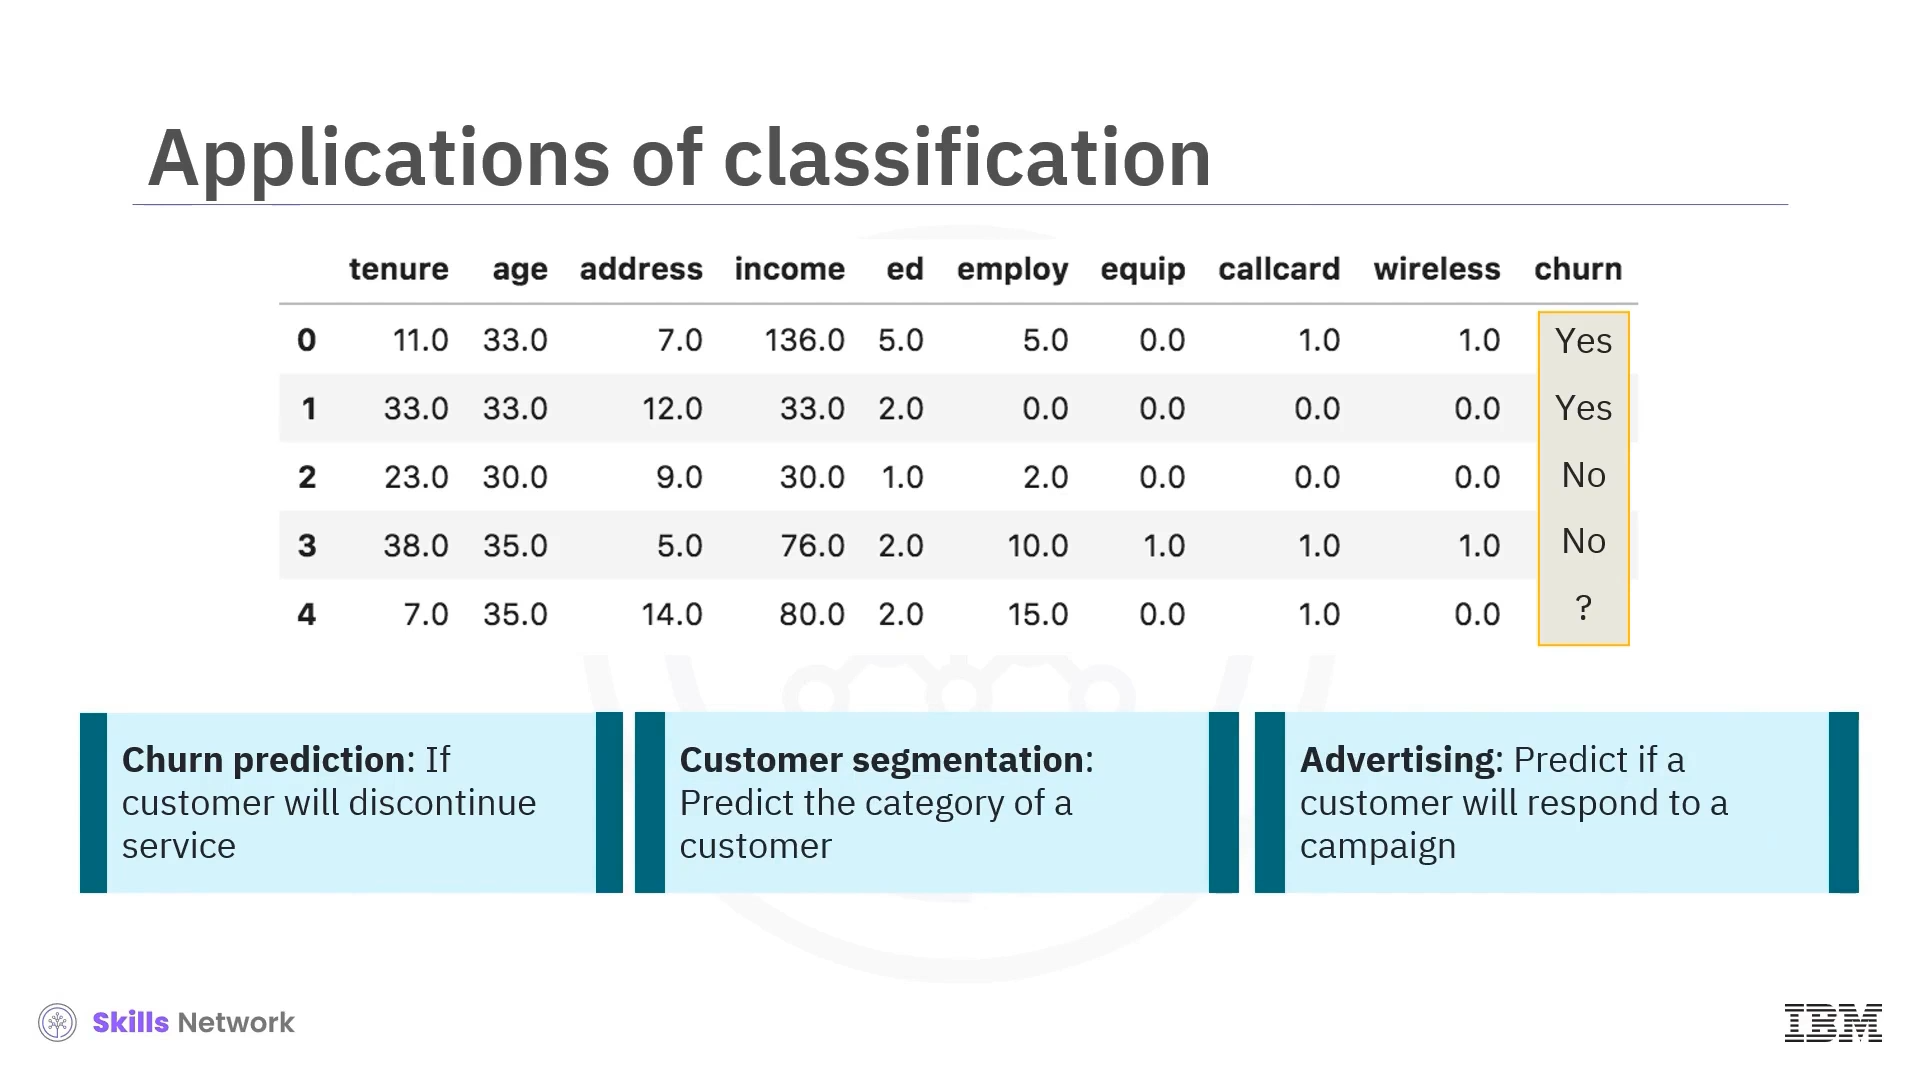 Applications of classification
tenure age address income ed employ equip callcard wireless churn
0 11.0 33.0 7.0 136.0 5.0 5.0 0.0 1.0 1.0 Yes
1 33.0 33.0 12.0 33.0 2.0 0.0 0.0 0.0 0.0 Yes
2 23.0 30.0 9.0 30.0 1.0 2.0 0.0 0.0 0.0 No
3 38.0 35.0 5.0 76.0 2.0 10.0 1.0 1.0 1.0 No
4 7.0 35.0 14.0 80.0 2.0 15.0 0.0 1.0 0.0 ?
Churn prediction: If
customer will discontinue
service
Customer segmentation:
Predict the category of a
customer
Advertising: Predict if a
customer will respond to a
campaign
Skills Network
IBM